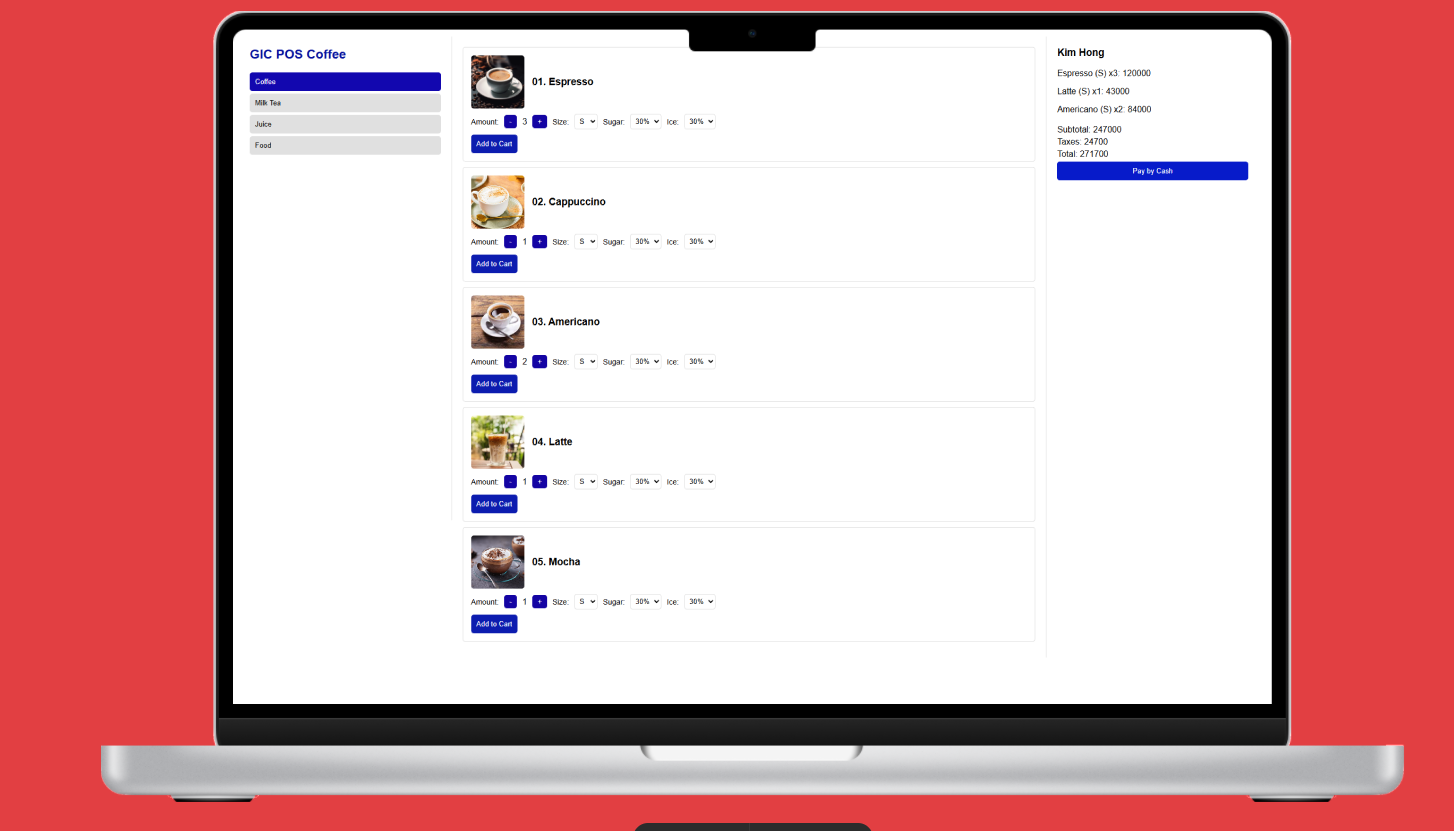 GIC POS Coffee
Coffee
Milk Tea
Juice
Food
01. Espresso
Amount: - 3 + Size: S Sugar: 30% Ice: 30%
Add to Cart
02. Cappuccino
Amount: - 1 + Size: S Sugar: 30% Ice: 30%
Add to Cart
03. Americano
Amount: - 2 + Size: S Sugar: 30% Ice: 30%
Add to Cart
04. Latte
Amount: - 1 + Size: S Sugar: 30% Ice: 30%
Add to Cart
05. Mocha
Amount: - 1 + Size: S Sugar: 30% Ice: 30%
Add to Cart
Kim Hong
Espresso (S) x3: 120000
Latte (S) x1: 43000
Americano (S) x2: 84000
Subtotal: 247000
Taxes: 24700
Total: 271700
Pay by Cash